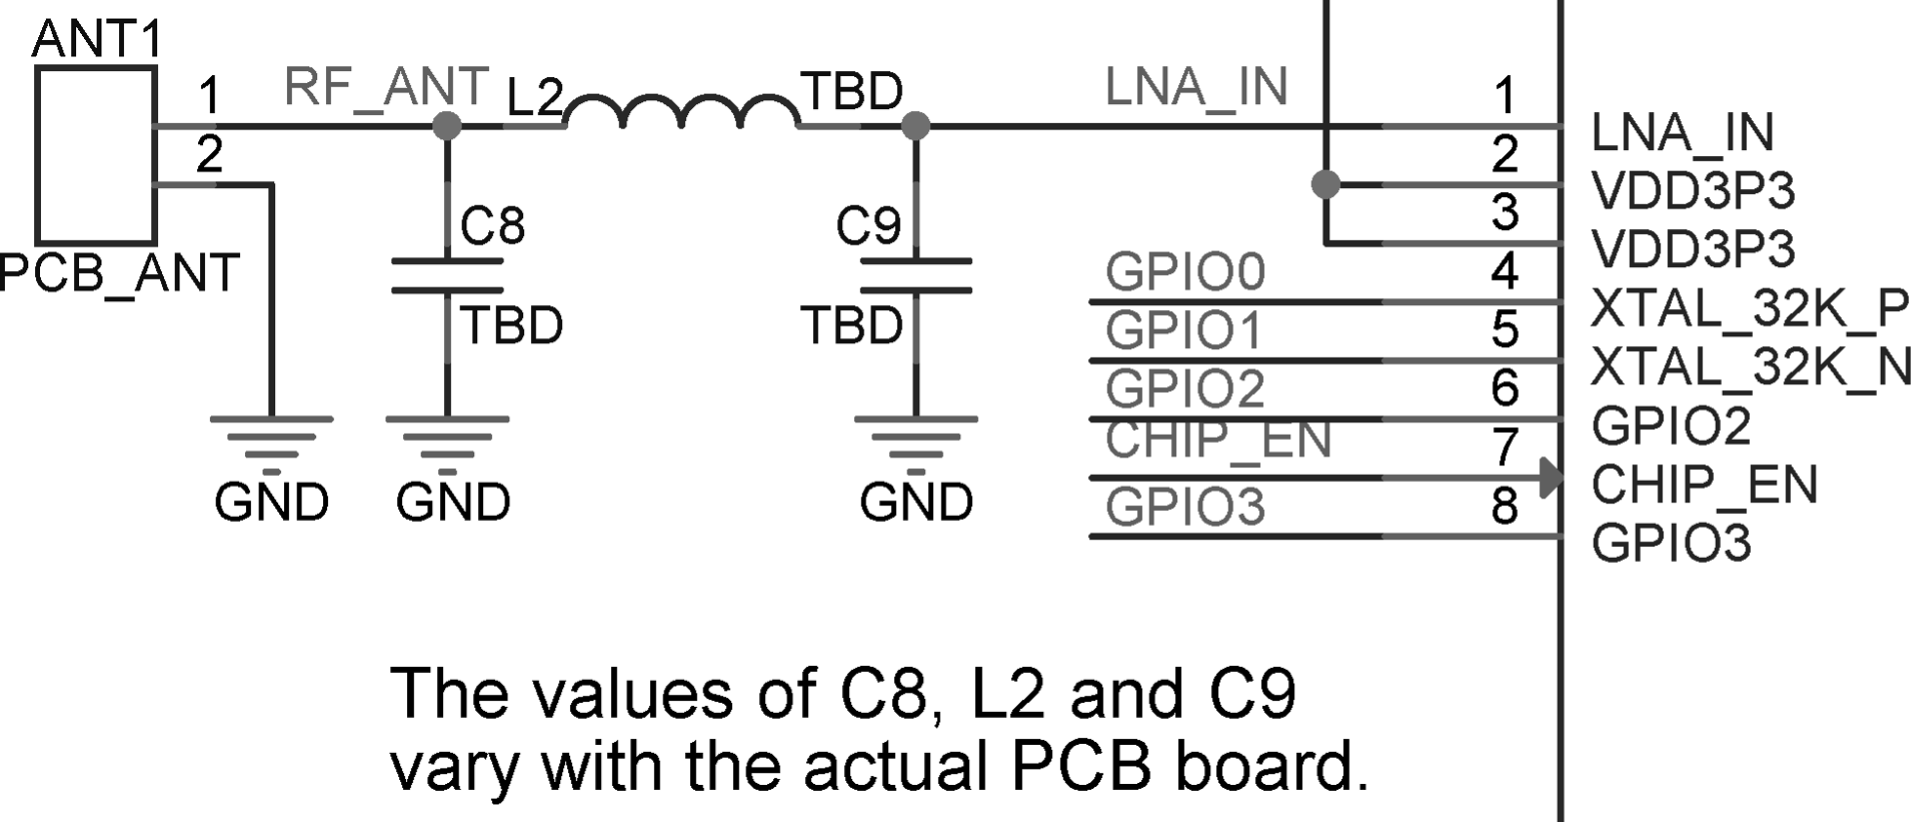 ANT1
1
RF_ANT
L2
TBD
LNA_IN
1
LNA_IN
2
2
VDD3P3
3
VDD3P3
PCB_ANT
C8
C9
GPIO0
4
XTAL_32K_P
TBD
TBD
GPIO1
5
XTAL_32K_N
GPIO2
6
GPIO2
CHIP_EN
7
CHIP_EN
GND
GND
GND
GPIO3
8
GPIO3
The values of C8, L2 and C9
vary with the actual PCB board.